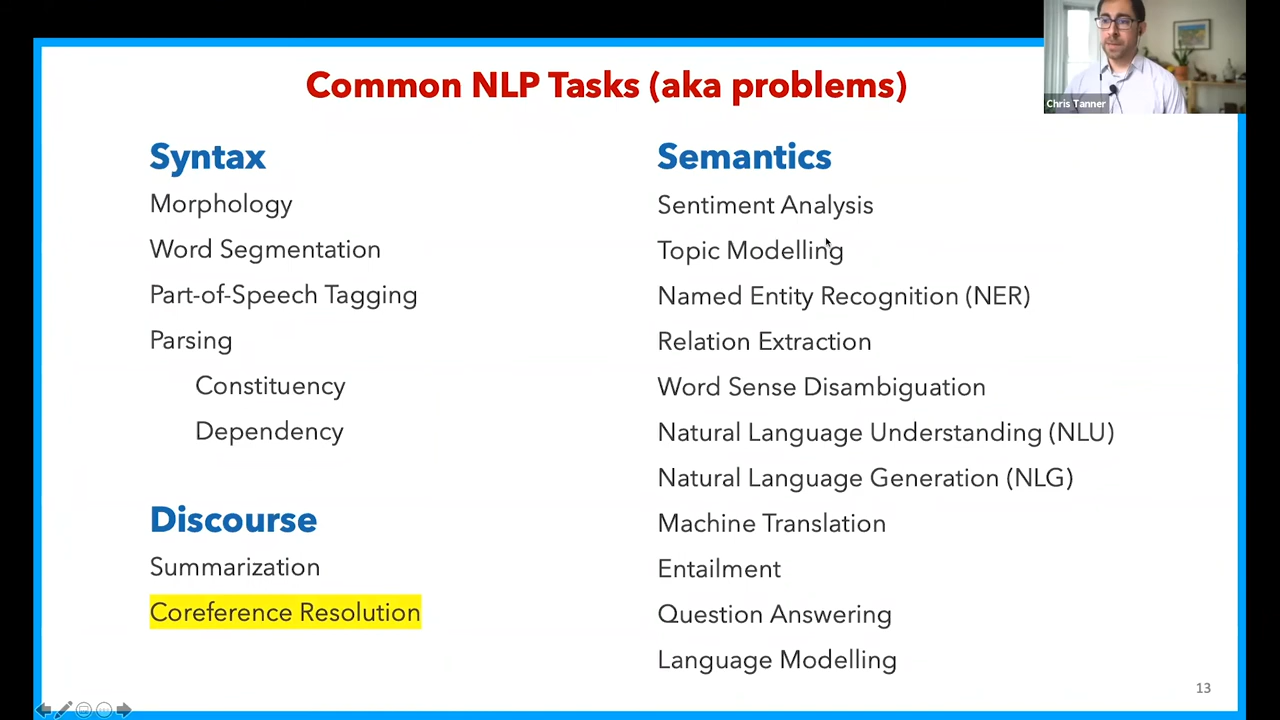 Common NLP Tasks (aka problems)
Chris Tanner
Syntax
Morphology
Word Segmentation
Part-of-Speech Tagging
Parsing
Constituency
Dependency
Discourse
Summarization
Coreference Resolution
Semantics
Sentiment Analysis
Topic Modelling
Named Entity Recognition (NER)
Relation Extraction
Word Sense Disambiguation
Natural Language Understanding (NLU)
Natural Language Generation (NLG)
Machine Translation
Entailment
Question Answering
Language Modelling
13